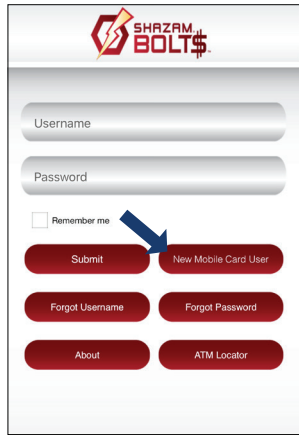 SHAZAM
BOLT$
Username
Password
Remember me
Submit
New Mobile Card User
Forgot Username
Forgot Password
About
ATM Locator